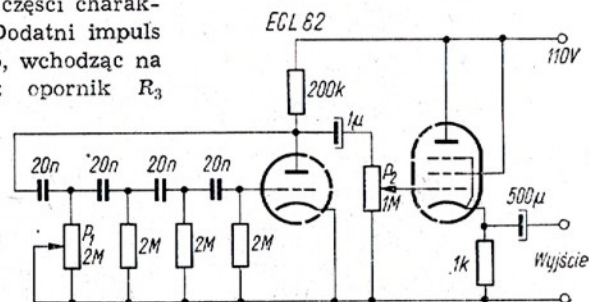 części charak-
Dodatni impuls
, wchodząc na
opornik R₃
ECL 82
110V
200k
1μ
20n 20n 20n 20n
P₂
1M
500μ
P₁
2M 2M 2M 2M
1k
Wyjście